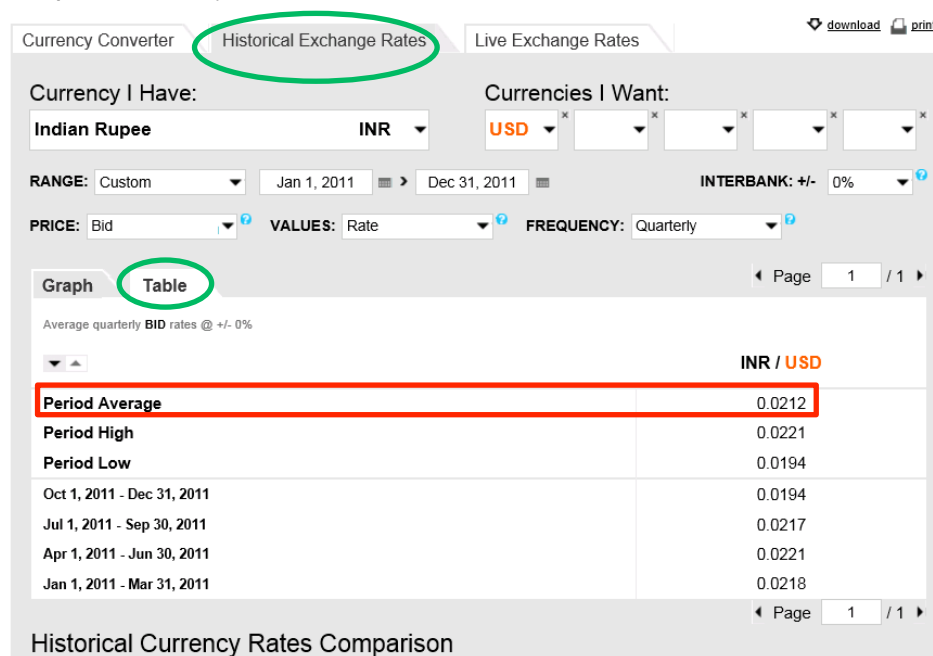 download prin
Currency Converter Historical Exchange Rates Live Exchange Rates
Currency I Have: Currencies I Want:
Indian Rupee INR USD
RANGE: Custom Jan 1, 2011 > Dec 31, 2011 INTERBANK: +/- 0% ?
PRICE: Bid ? VALUES: Rate ? FREQUENCY: Quarterly ?
Graph Table Page 1 / 1
Average quarterly BID rates @ +/- 0%
INR / USD
Period Average 0.0212
Period High 0.0221
Period Low 0.0194
Oct 1, 2011 - Dec 31, 2011 0.0194
Jul 1, 2011 - Sep 30, 2011 0.0217
Apr 1, 2011 - Jun 30, 2011 0.0221
Jan 1, 2011 - Mar 31, 2011 0.0218
Page 1 / 1
Historical Currency Rates Comparison